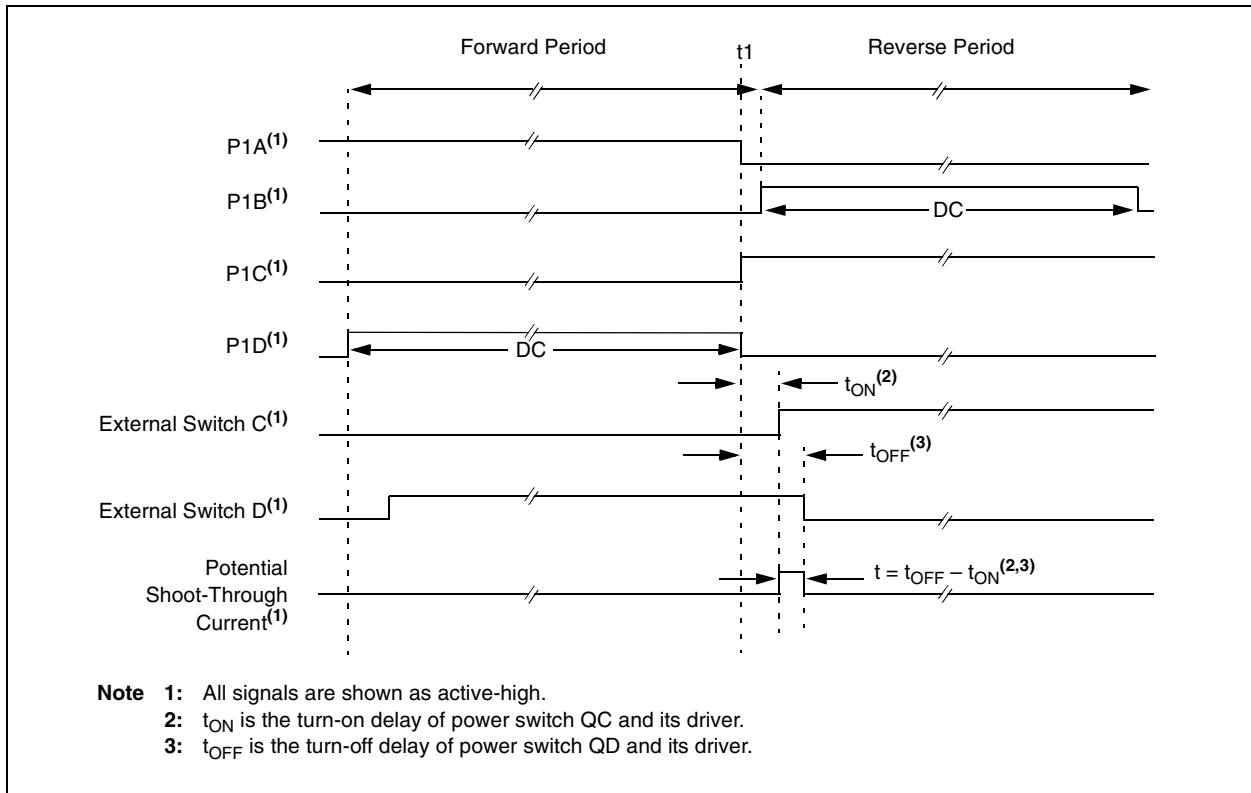 Forward Period
t1
Reverse Period
P1A(1)
P1B(1)
DC
P1C(1)
P1D(1)
DC
tON(2)
External Switch C(1)
tOFF(3)
External Switch D(1)
Potential
Shoot-Through
Current(1)
t = tOFF – tON(2,3)
Note 1: All signals are shown as active-high.
2: tON is the turn-on delay of power switch QC and its driver.
3: tOFF is the turn-off delay of power switch QD and its driver.